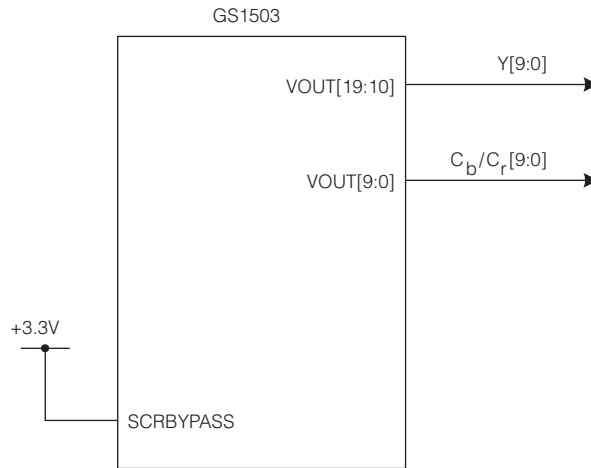 GS1503
Y[9:0]
VOUT[19:10]
Cb/Cr[9:0]
VOUT[9:0]
+3.3V
SCRBYPASS